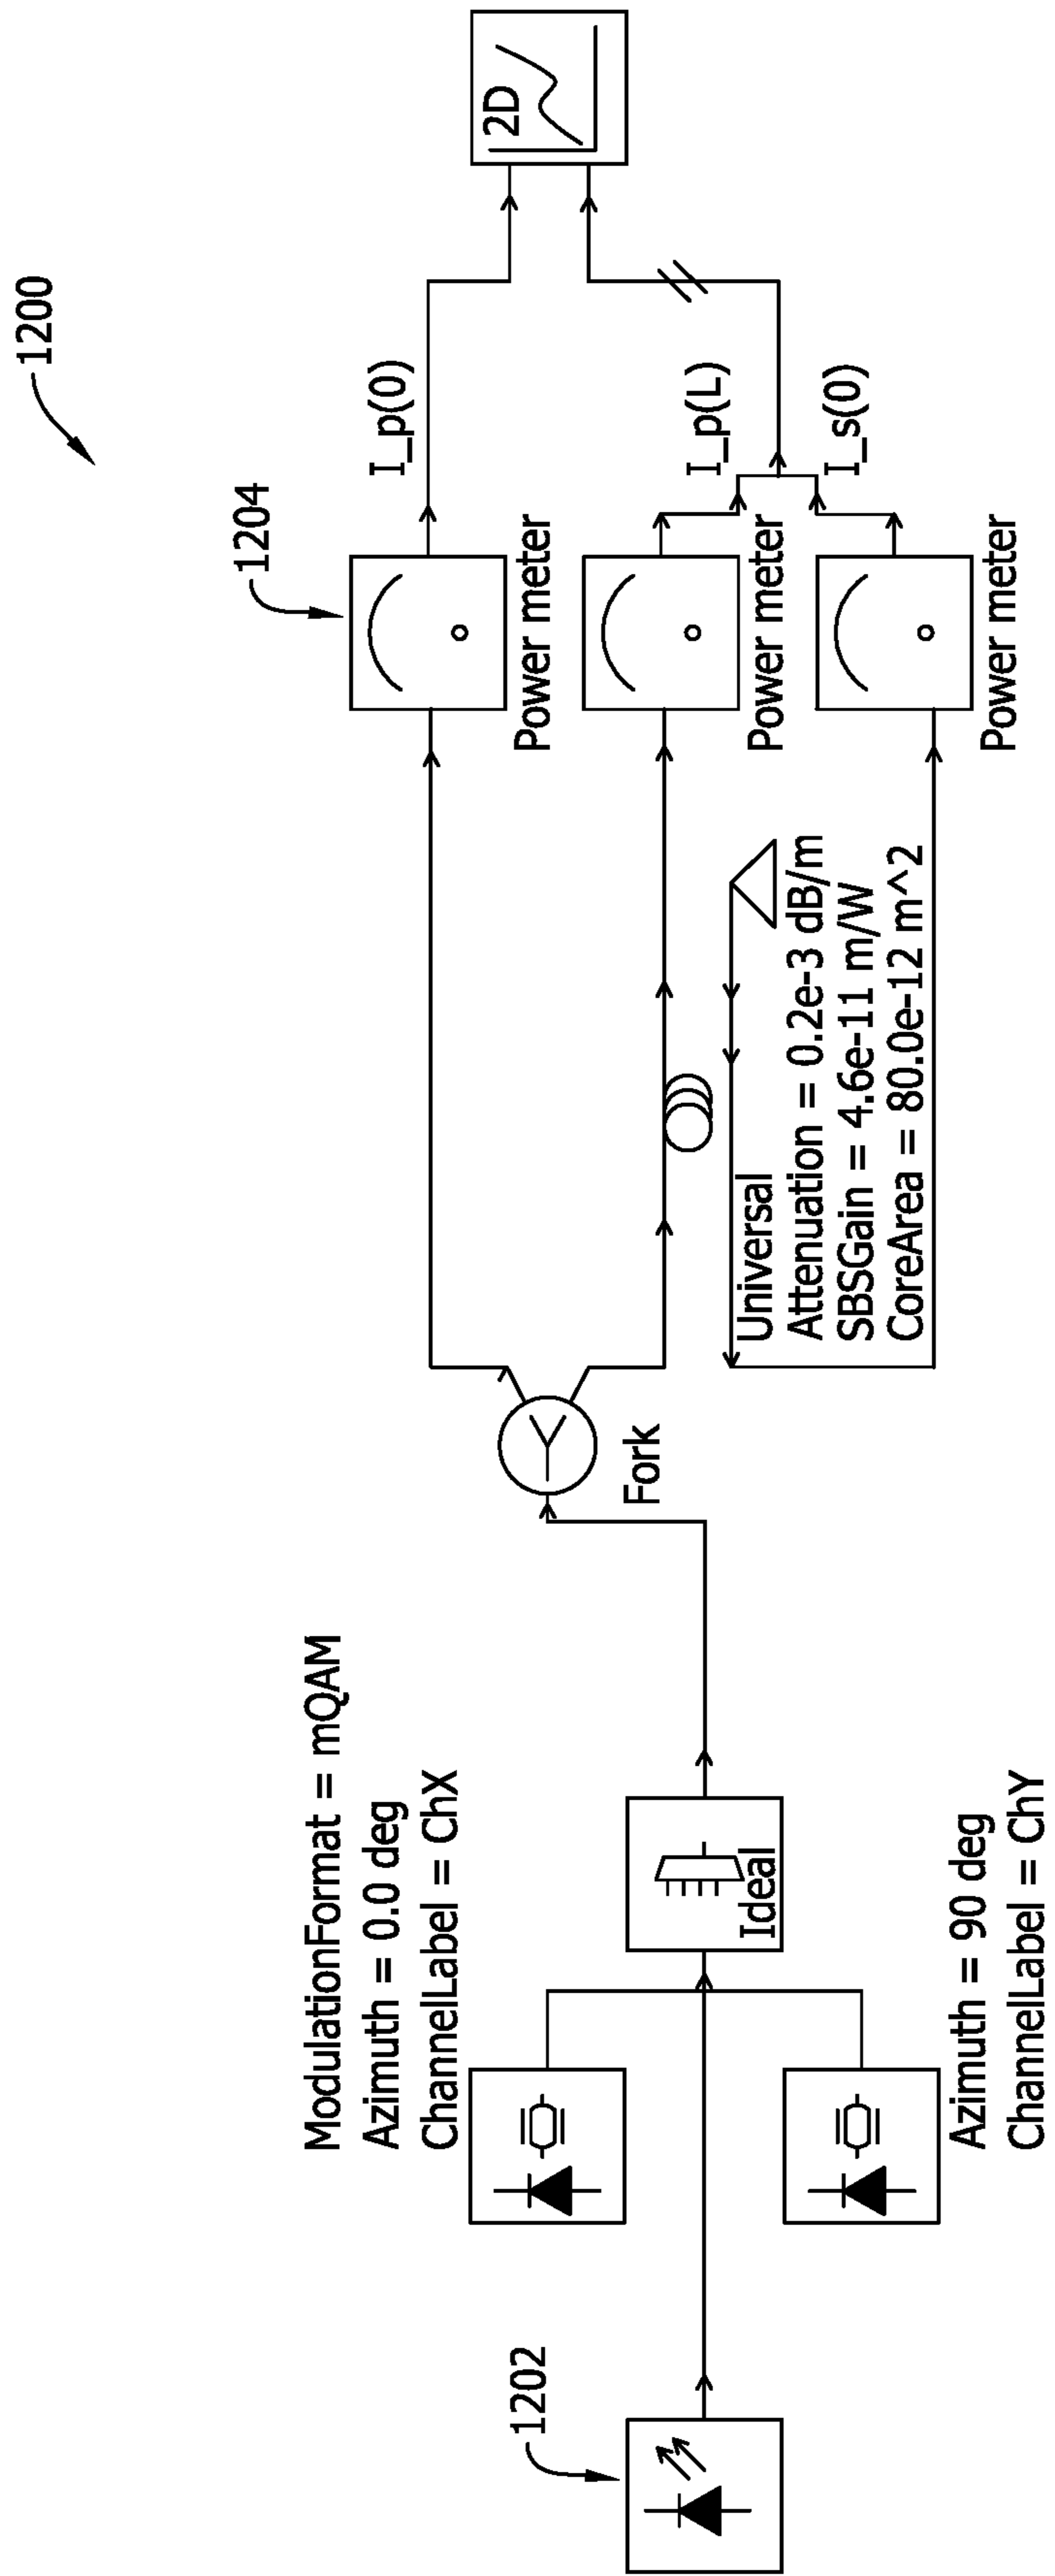 1200
1202
ModulationFormat = mQAM
Azimuth = 0.0 deg
ChannelLabel = ChX
Azimuth = 90 deg
ChannelLabel = ChY
Ideal
Fork
Universal
Attenuation = 0.2e-3 dB/m
SBSGain = 4.6e-11 m/W
CoreArea = 80.0e-12 m^2
1204
Power meter
Power meter
Power meter
I_p(0)
I_p(L)
I_s(0)
2D